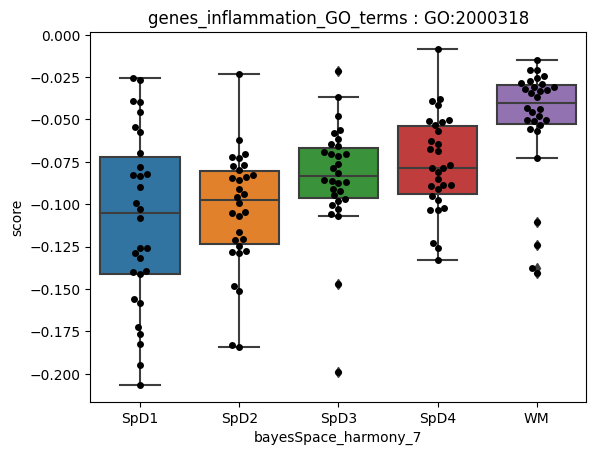 genes_inflammation_GO_terms : GO:2000318
0.000
−0.025
−0.050
−0.075
−0.100
−0.125
−0.150
−0.175
−0.200
score
SpD1 SpD2 SpD3 SpD4 WM
bayesSpace_harmony_7